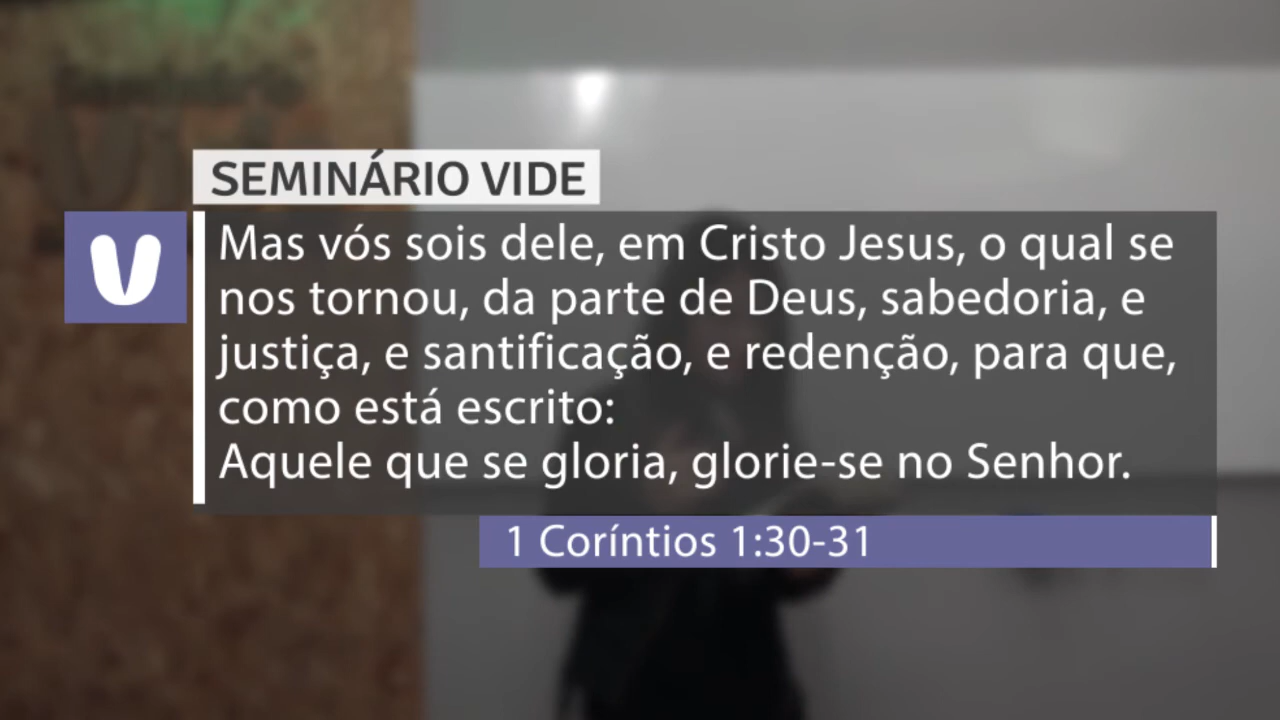 SEMINÁRIO VIDE
Mas vós sois dele, em Cristo Jesus, o qual se
nos tornou, da parte de Deus, sabedoria, e
justiça, e santificação, e redenção, para que,
como está escrito:
Aquele que se gloria, glorie-se no Senhor.
1 Coríntios 1:30-31